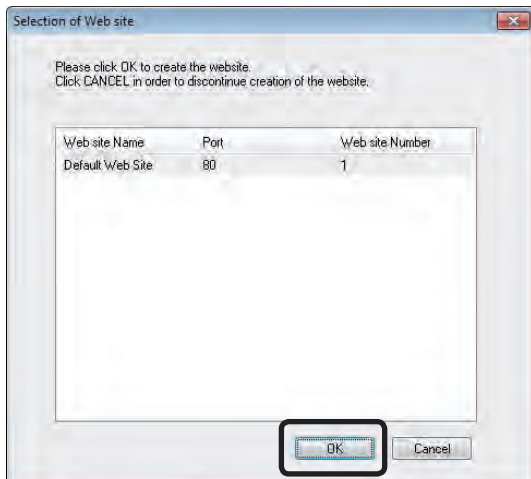 Selection of Web site
Please click OK to create the website.
Click CANCEL in order to discontinue creation of the website.
Web site Name Port Web site Number
Default Web Site 80 1
OK Cancel